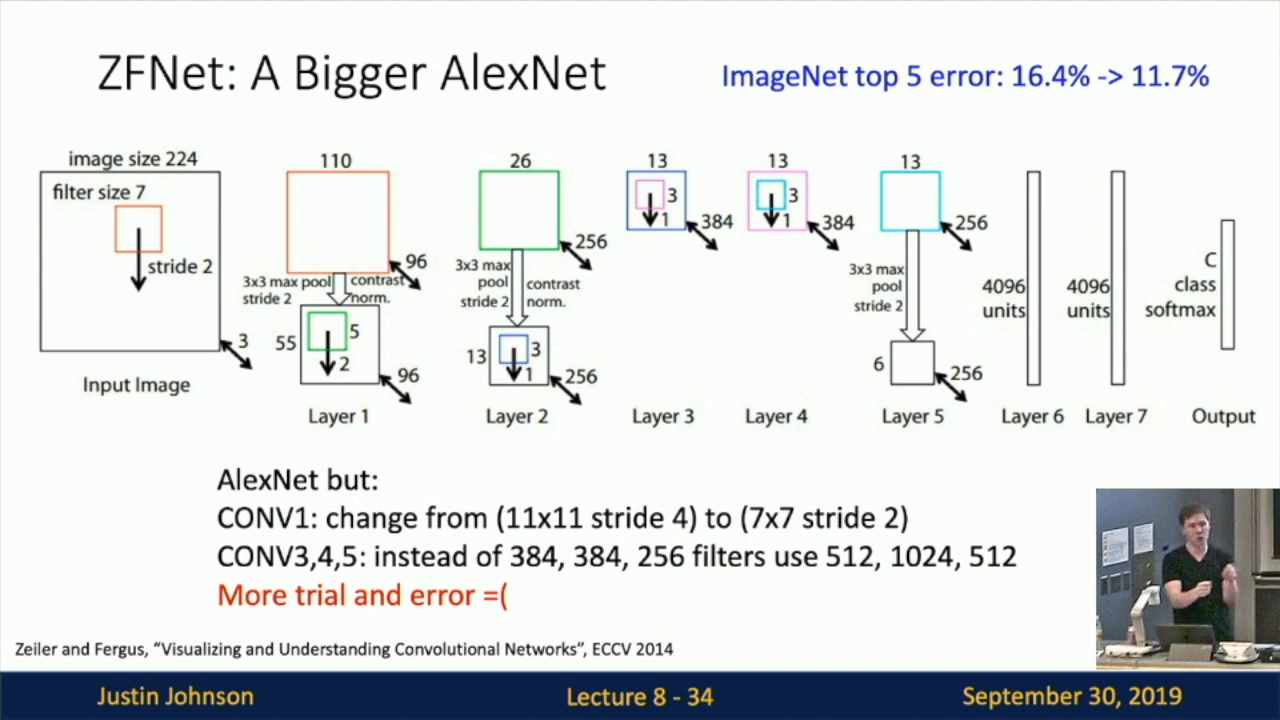 ZFNet: A Bigger AlexNet
ImageNet top 5 error: 16.4% -> 11.7%
image size 224
filter size 7
stride 2
3
Input Image
110
96
3x3 max pool
stride 2
contrast
norm.
55
5
2
96
Layer 1
26
256
3x3 max
pool
stride 2
contrast
norm.
13
3
1
256
Layer 2
13
3
1
384
Layer 3
13
3
1
384
Layer 4
13
256
3x3 max
pool
stride 2
6
256
Layer 5
4096
units
Layer 6
4096
units
Layer 7
C
class
softmax
Output
AlexNet but:
CONV1: change from (11x11 stride 4) to (7x7 stride 2)
CONV3,4,5: instead of 384, 384, 256 filters use 512, 1024, 512
More trial and error =(
Zeiler and Fergus, “Visualizing and Understanding Convolutional Networks”, ECCV 2014
Justin Johnson
Lecture 8 - 34
September 30, 2019